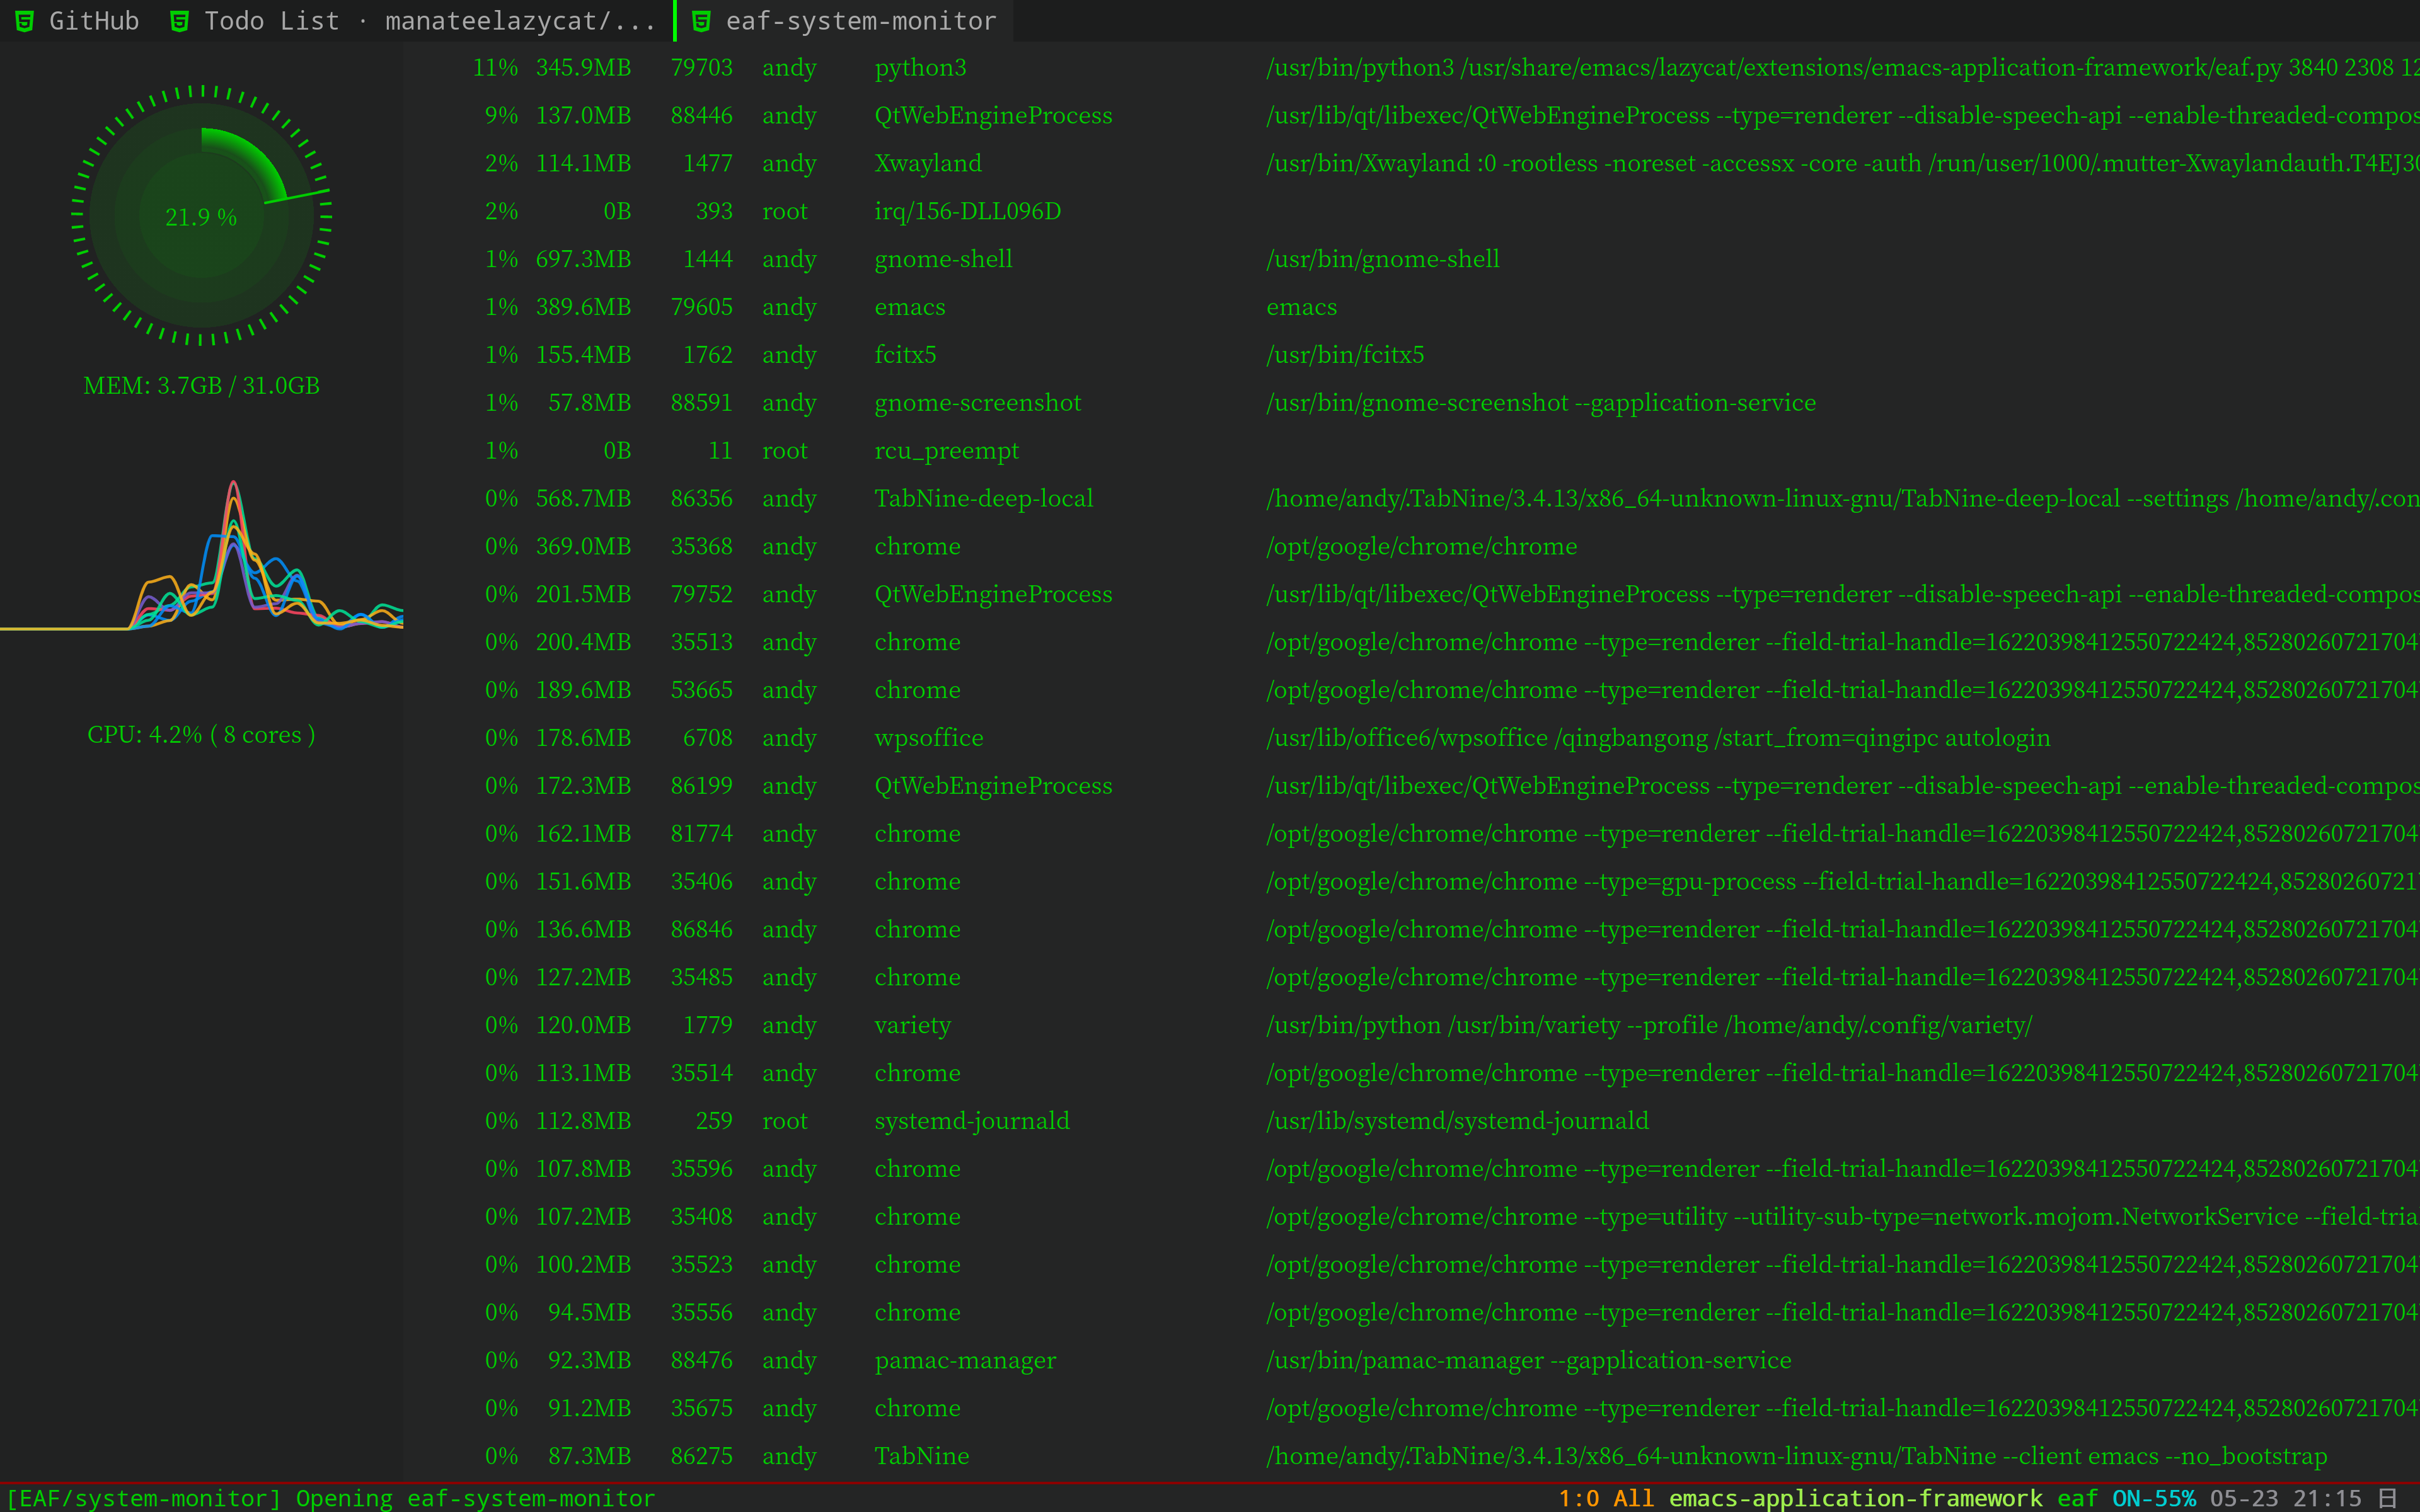 GitHub Todo List · manateelazycat/... eaf-system-monitor
21.9 %
MEM: 3.7GB / 31.0GB
CPU: 4.2% ( 8 cores )
11% 345.9MB 79703 andy python3 /usr/bin/python3 /usr/share/emacs/lazycat/extensions/emacs-application-framework/eaf.py 3840 2308 12
9% 137.0MB 88446 andy QtWebEngineProcess /usr/lib/qt/libexec/QtWebEngineProcess --type=renderer --disable-speech-api --enable-threaded-compos
2% 114.1MB 1477 andy Xwayland /usr/bin/Xwayland :0 -rootless -noreset -accessx -core -auth /run/user/1000/.mutter-Xwaylandauth.T4EJ30
2% 0B 393 root irq/156-DLL096D
1% 697.3MB 1444 andy gnome-shell /usr/bin/gnome-shell
1% 389.6MB 79605 andy emacs emacs
1% 155.4MB 1762 andy fcitx5 /usr/bin/fcitx5
1% 57.8MB 88591 andy gnome-screenshot /usr/bin/gnome-screenshot --gapplication-service
1% 0B 11 root rcu_preempt
0% 568.7MB 86356 andy TabNine-deep-local /home/andy/.TabNine/3.4.13/x86_64-unknown-linux-gnu/TabNine-deep-local --settings /home/andy/.con
0% 369.0MB 35368 andy chrome /opt/google/chrome/chrome
0% 201.5MB 79752 andy QtWebEngineProcess /usr/lib/qt/libexec/QtWebEngineProcess --type=renderer --disable-speech-api --enable-threaded-compos
0% 200.4MB 35513 andy chrome /opt/google/chrome/chrome --type=renderer --field-trial-handle=16220398412550722424,85280260721704
0% 189.6MB 53665 andy chrome /opt/google/chrome/chrome --type=renderer --field-trial-handle=16220398412550722424,85280260721704
0% 178.6MB 6708 andy wpsoffice /usr/lib/office6/wpsoffice /qingbangong /start_from=qingipc autologin
0% 172.3MB 86199 andy QtWebEngineProcess /usr/lib/qt/libexec/QtWebEngineProcess --type=renderer --disable-speech-api --enable-threaded-compos
0% 162.1MB 81774 andy chrome /opt/google/chrome/chrome --type=renderer --field-trial-handle=16220398412550722424,85280260721704
0% 151.6MB 35406 andy chrome /opt/google/chrome/chrome --type=gpu-process --field-trial-handle=16220398412550722424,852802607217
0% 136.6MB 86846 andy chrome /opt/google/chrome/chrome --type=renderer --field-trial-handle=16220398412550722424,85280260721704
0% 127.2MB 35485 andy chrome /opt/google/chrome/chrome --type=renderer --field-trial-handle=16220398412550722424,85280260721704
0% 120.0MB 1779 andy variety /usr/bin/python /usr/bin/variety --profile /home/andy/.config/variety/
0% 113.1MB 35514 andy chrome /opt/google/chrome/chrome --type=renderer --field-trial-handle=16220398412550722424,85280260721704
0% 112.8MB 259 root systemd-journald /usr/lib/systemd/systemd-journald
0% 107.8MB 35596 andy chrome /opt/google/chrome/chrome --type=renderer --field-trial-handle=16220398412550722424,85280260721704
0% 107.2MB 35408 andy chrome /opt/google/chrome/chrome --type=utility --utility-sub-type=network.mojom.NetworkService --field-tria
0% 100.2MB 35523 andy chrome /opt/google/chrome/chrome --type=renderer --field-trial-handle=16220398412550722424,85280260721704
0% 94.5MB 35556 andy chrome /opt/google/chrome/chrome --type=renderer --field-trial-handle=16220398412550722424,85280260721704
0% 92.3MB 88476 andy pamac-manager /usr/bin/pamac-manager --gapplication-service
0% 91.2MB 35675 andy chrome /opt/google/chrome/chrome --type=renderer --field-trial-handle=16220398412550722424,85280260721704
0% 87.3MB 86275 andy TabNine /home/andy/.TabNine/3.4.13/x86_64-unknown-linux-gnu/TabNine --client emacs --no_bootstrap
[EAF/system-monitor] Opening eaf-system-monitor 1:0 All emacs-application-framework eaf ON-55% 05-23 21:15 日